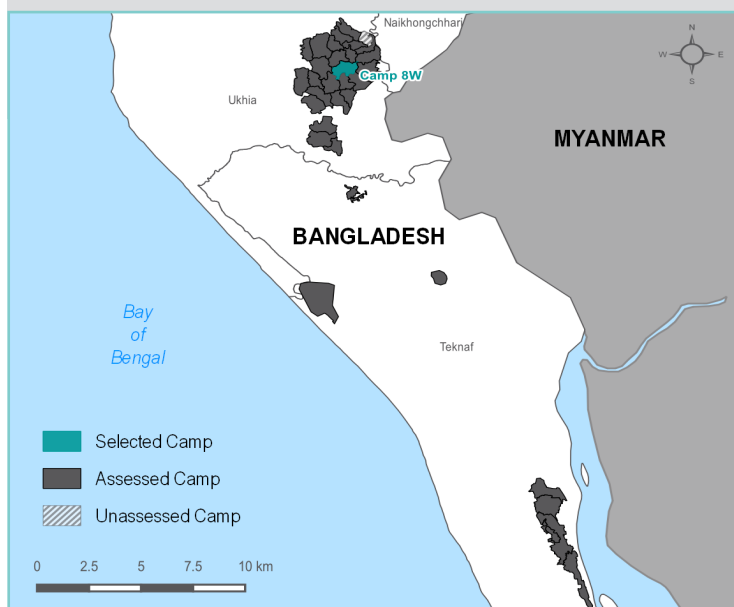 Naikhongchhari
N
W E
S
Camp 8W
Ukhia
MYANMAR
BANGLADESH
Bay
of
Bengal
Teknaf
Selected Camp
Assessed Camp
Unassessed Camp
0 2.5 5 7.5 10 km